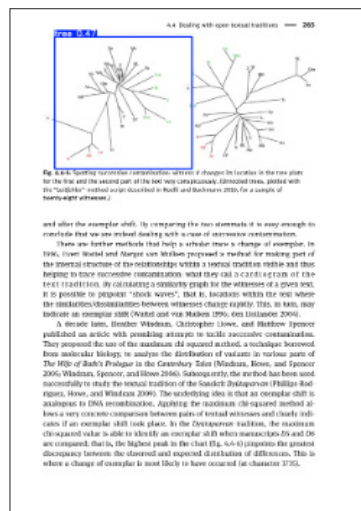 4.4 Dealing with open textual traditions — 265
tree 0.47
Fig. 4.4-5: Spotting successive contamination: witness changes its location in the tree plots
for the first and the second part of the text very conspicuously. (Unrooted trees, plotted with
the "leitfehler" method script described in Roelli and Bachmann 2010, for a sample of
twenty-eight witnesses.)
and after the exemplar shift. By comparing the two stemmata it is easy enough to
conclude that we are indeed dealing with a case of successive contamination.
There are further methods that help a scholar trace a change of exemplar. In
1996, Evert Wattel and Margot van Mulken proposed a method for making part of
the internal structure of the relationships within a textual tradition visible and thus
helping to trace successive contamination: what they call a cardiogram of the
text tradition. By calculating a similarity graph for the witnesses of a given text,
it is possible to pinpoint "shock waves", that is, locations within the text where
the similarities/dissimilarities between witnesses change rapidly. This, in turn, may
indicate an exemplar shift (Wattel and van Mulken 1996; den Hollander 2004).
A decade later, Heather Windram, Christopher Howe, and Matthew Spencer
published an article with promising attempts to tackle successive contamination.
They proposed the use of the maximum chi-squared method, a technique borrowed
from molecular biology, to analyse the distribution of variants in various parts of
The Wife of Bath's Prologue in the Canterbury Tales (Windram, Howe, and Spencer
2005; Windram, Spencer, and Howe 2006). Subsequently, the method has been used
successfully to study the textual tradition of the Sanskrit Dyūtaparvan (Phillips-Rod-
riguez, Howe, and Windram 2009). The underlying idea is that an exemplar shift is
analogous to DNA recombination. Applying the maximum chi-squared method al-
lows a very concrete comparison between pairs of textual witnesses and clearly indi-
cates if an exemplar shift took place. In the Dyūtaparvan tradition, the maximum
chi-squared value is able to identify an exemplar shift when manuscripts D5 and D6
are compared; that is, the highest peak in the chart (fig. 4.4-6) pinpoints the greatest
discrepancy between the observed and expected distribution of differences. This is
where a change of exemplar is most likely to have occurred (at character 3735).